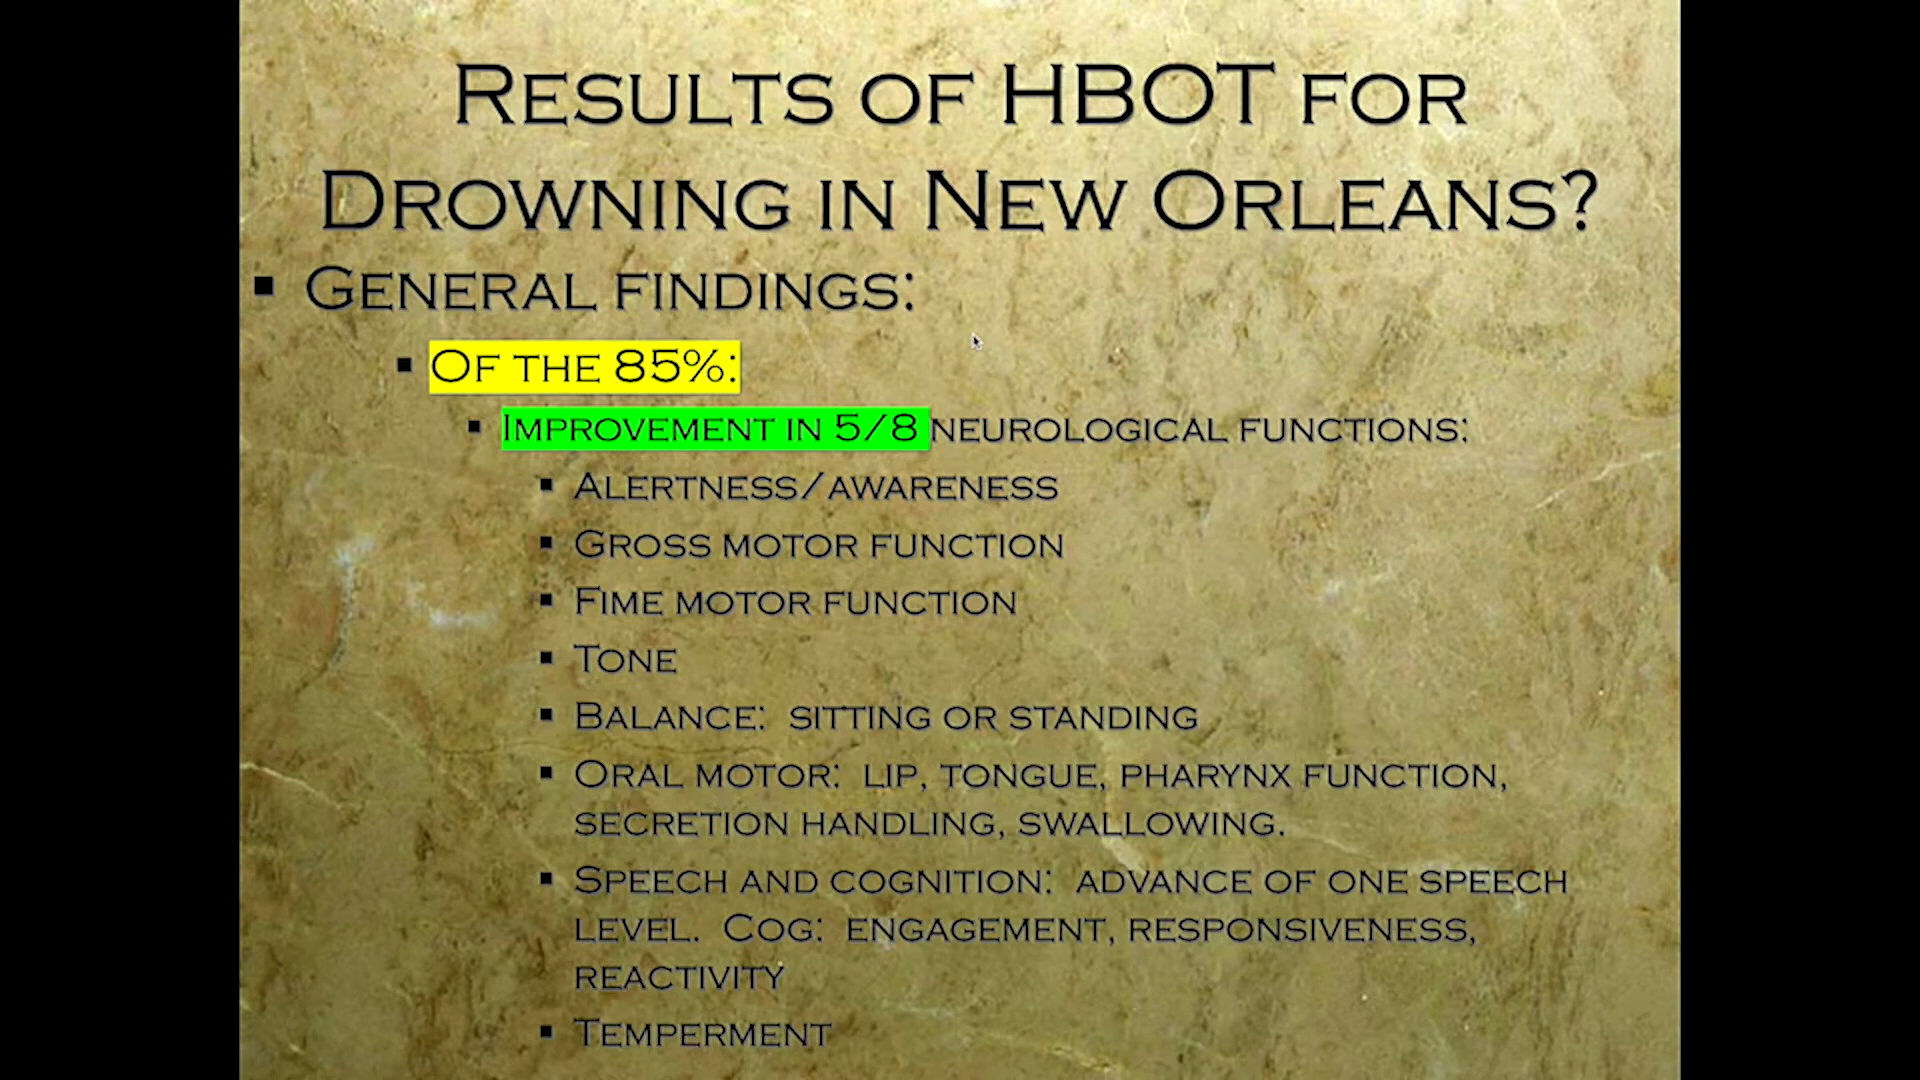 Results of HBOT for
Drowning in New Orleans?
▪ General findings:
▪ Of the 85%:
▪ Improvement in 5/8 neurological functions:
▪ Alertness/awareness
▪ Gross motor function
▪ Fime motor function
▪ Tone
▪ Balance:  sitting or standing
▪ Oral motor:  lip, tongue, pharynx function,
secretion handling, swallowing.
▪ Speech and cognition:  advance of one speech
level.  Cog:  engagement, responsiveness,
reactivity
▪ Temperment